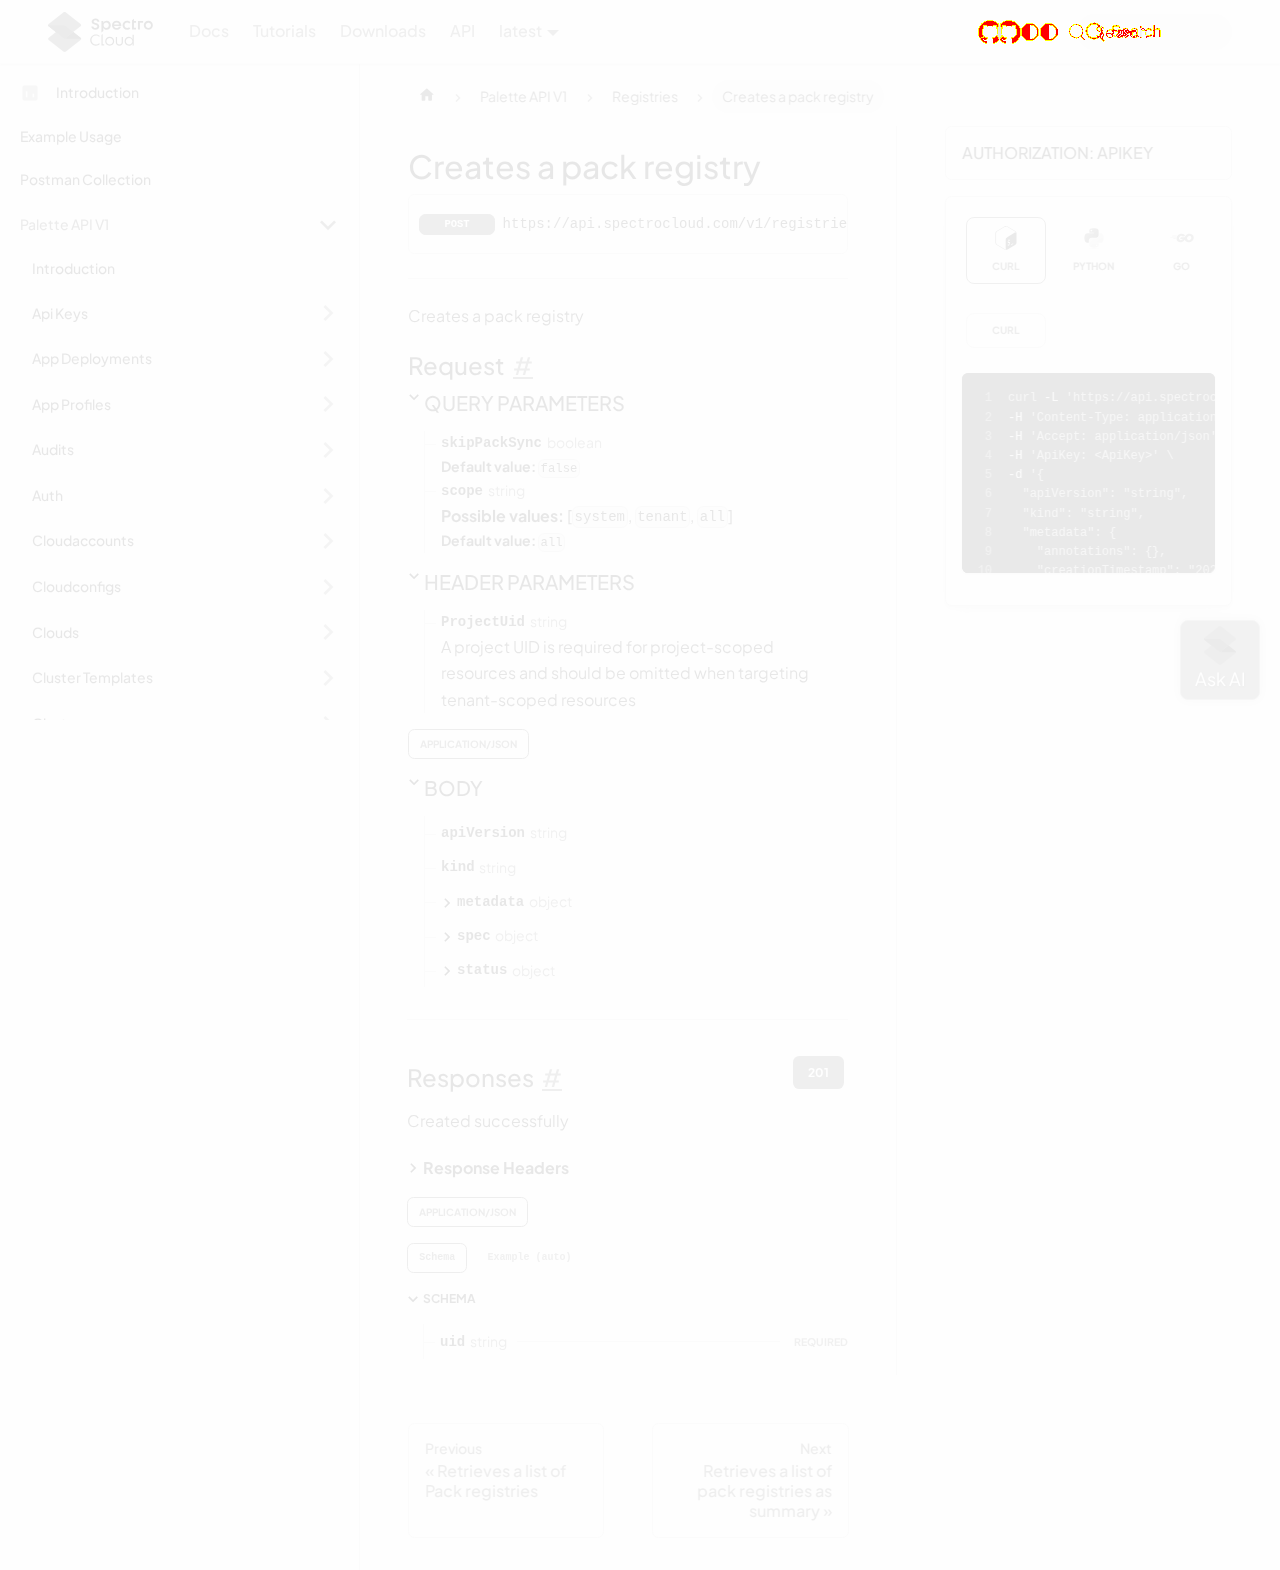 Spectro
Cloud
Docs
Tutorials
Downloads
API
latest
Search
Introduction
Example Usage
Postman Collection
Palette API V1
Introduction
Api Keys
App Deployments
App Profiles
Audits
Auth
Cloudaccounts
Cloudconfigs
Clouds
Cluster Templates
Palette API V1
Registries
Creates a pack registry
Creates a pack registry
POST https://api.spectrocloud.com/v1/registrie
Creates a pack registry
Request #
QUERY PARAMETERS
skipPackSync boolean
Default value: false
scope string
Possible values: [system, tenant, all]
Default value: all
HEADER PARAMETERS
ProjectUid string
A project UID is required for project-scoped
resources and should be omitted when targeting
tenant-scoped resources
APPLICATION/JSON
BODY
apiVersion string
kind string
metadata object
spec object
status object
Responses #
201
Created successfully
Response Headers
APPLICATION/JSON
Schema
Example (auto)
SCHEMA
uid string REQUIRED
Previous
« Retrieves a list of
Pack registries
Next
Retrieves a list of
pack registries as
summary »
AUTHORIZATION: APIKEY
CURL
PYTHON
GO
GO
CURL
1 curl -L 'https://api.spectroc
2 -H 'Content-Type: application
3 -H 'Accept: application/json'
4 -H 'ApiKey: <ApiKey>' \
5 -d '{
6 "apiVersion": "string",
7 "kind": "string",
8 "metadata": {
9 "annotations": {},
10 "creationTimestamp": "20
Ask AI